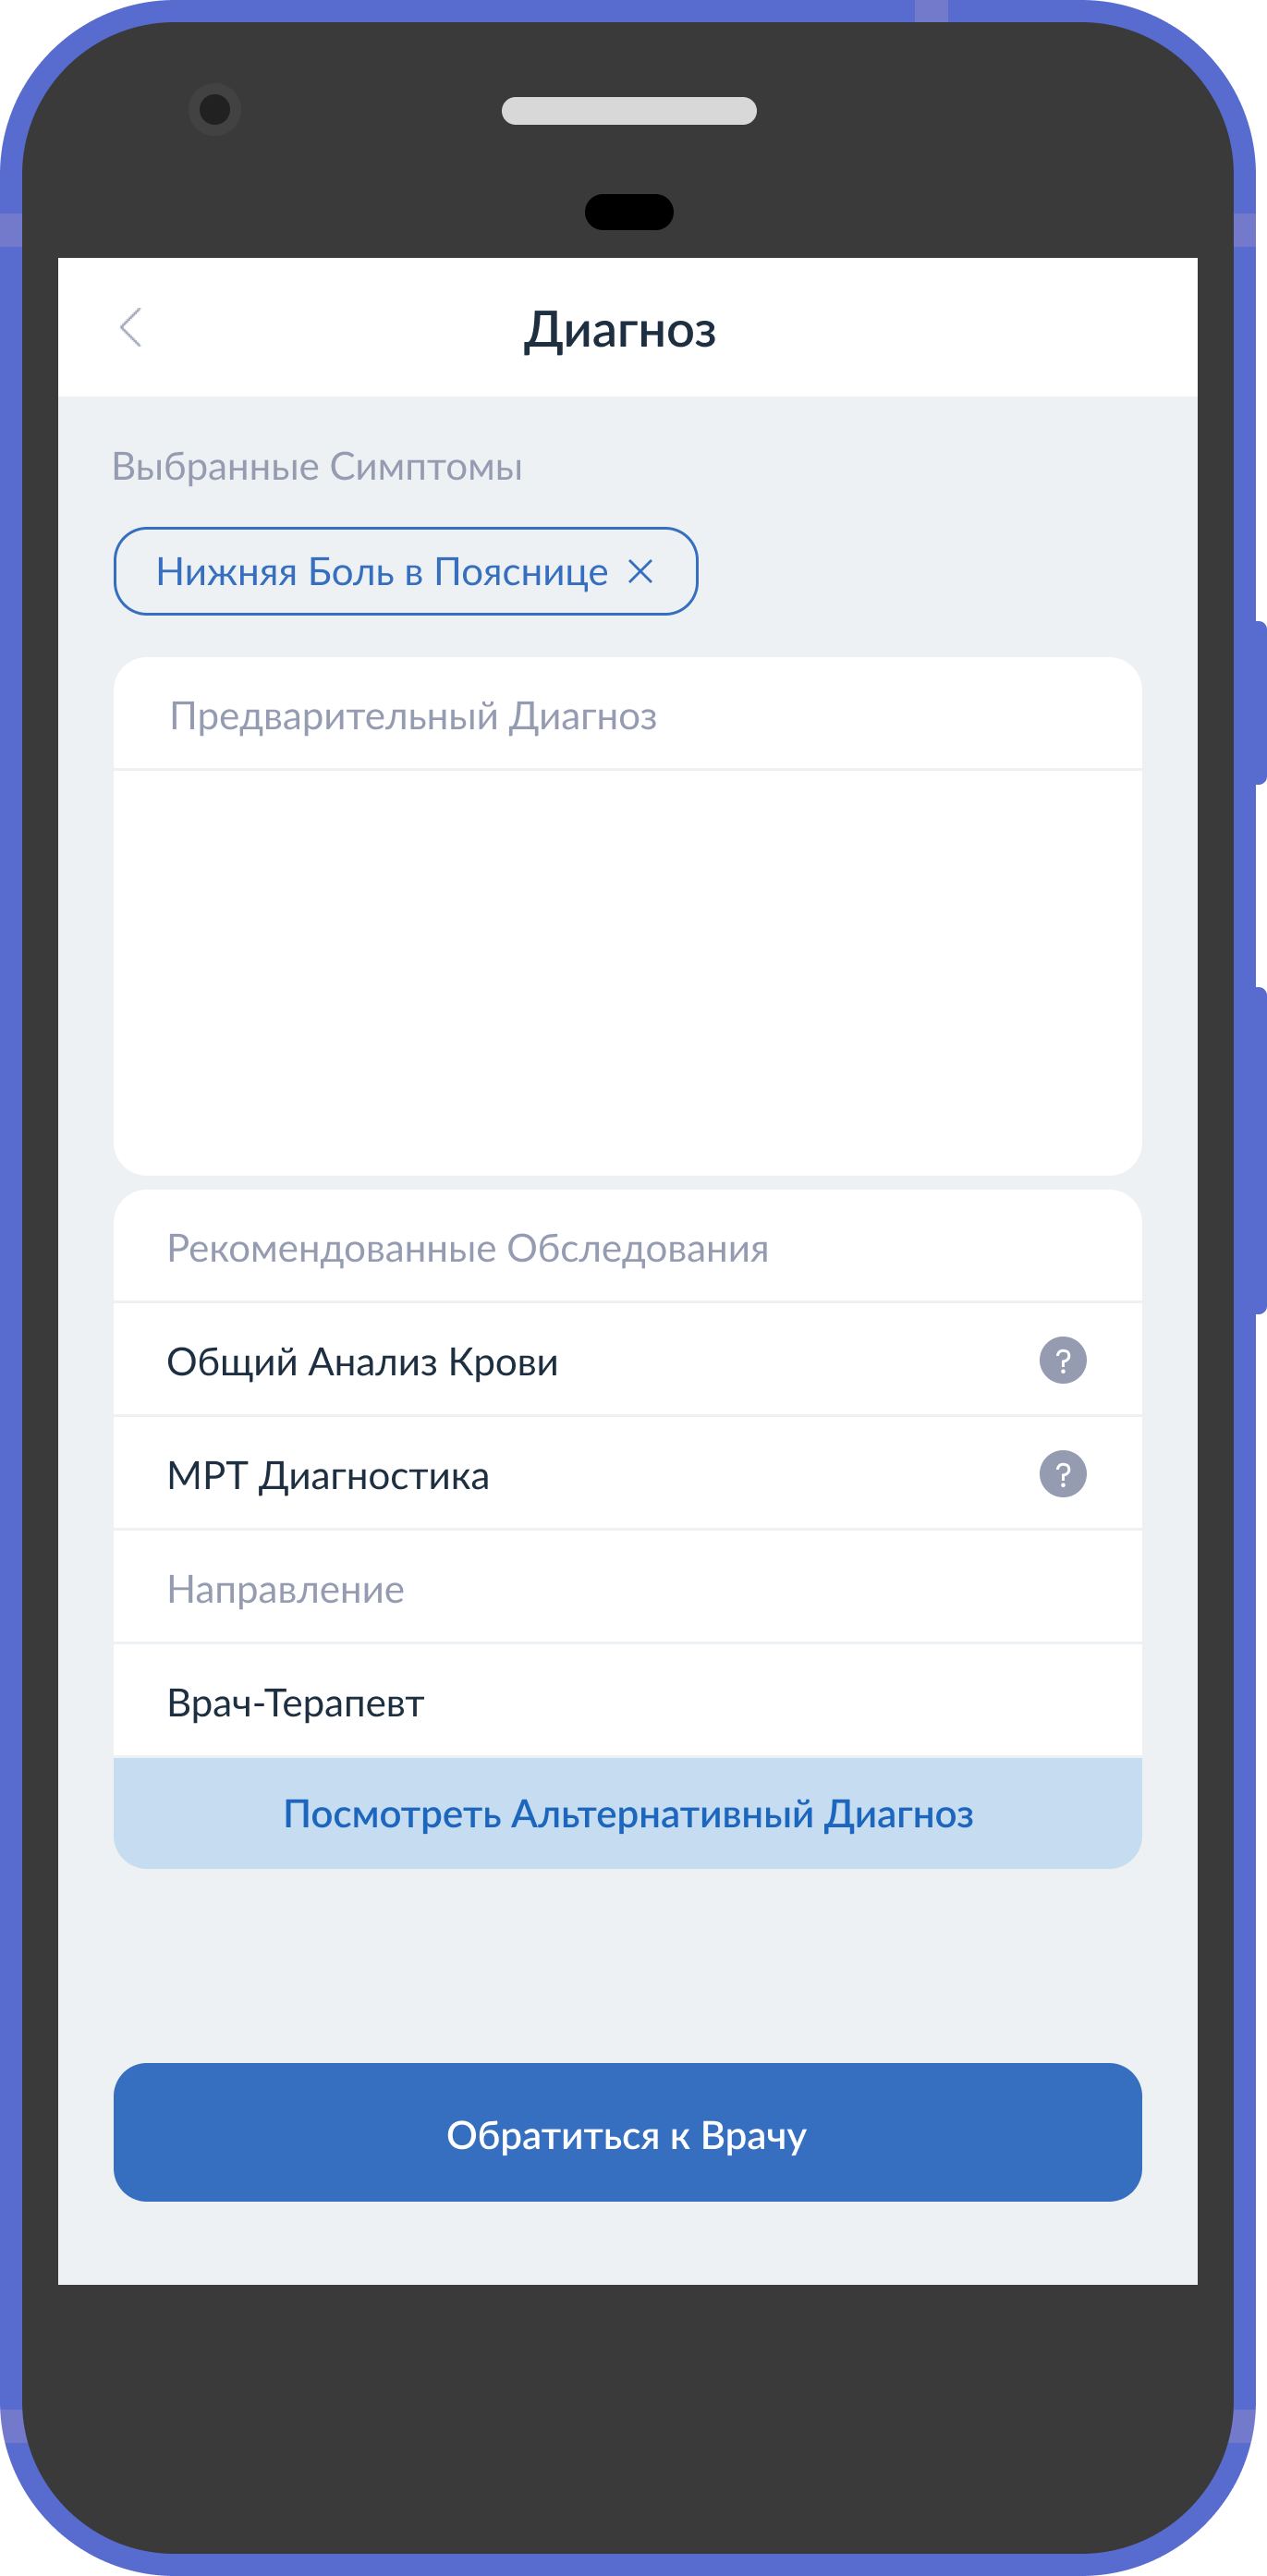 Диагноз
Выбранные Симптомы
Нижняя Боль в Пояснице
Предварительный Диагноз
Рекомендованные Обследования
Общий Анализ Крови
?
МРТ Диагностика
?
Направление
Врач-Терапевт
Посмотреть Альтернативный Диагноз
Обратиться к Врачу